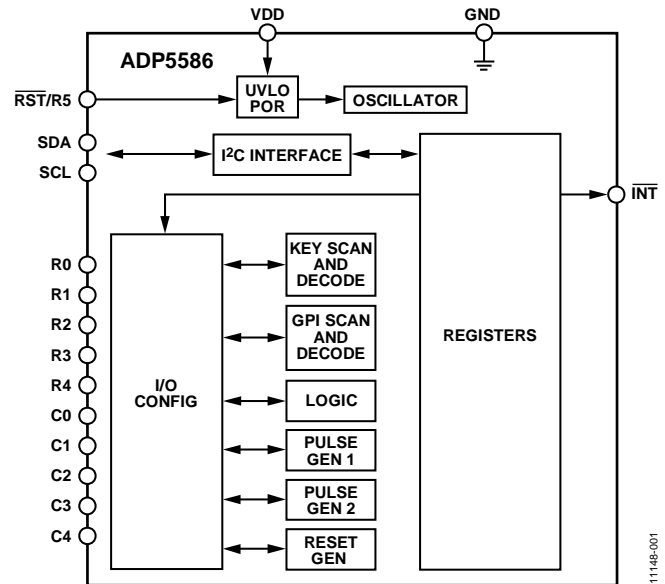 VDD
GND
ADP5586
RST/R5
UVLO
POR
OSCILLATOR
SDA
SCL
I2C INTERFACE
INT
R0
R1
R2
R3
R4
C0
C1
C2
C3
C4
I/O
CONFIG
KEY SCAN
AND
DECODE
GPI SCAN
AND
DECODE
LOGIC
PULSE
GEN 1
PULSE
GEN 2
RESET
GEN
REGISTERS
11148-001